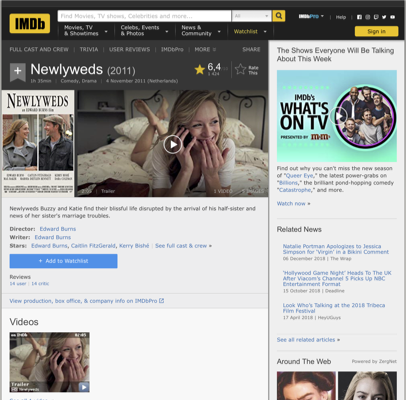 IMDb
Find Movies, TV shows, Celebrities and more...
All
IMDbPro
Help
Movies, TV & Showtimes
Celebs, Events & Photos
News & Community
Watchlist
Sign in
FULL CAST AND CREW | TRIVIA | USER REVIEWS | IMDbPro | MORE
SHARE
Newlyweds (2011)
6,4
Rate This
1h 35min | Comedy, Drama | 4 November 2011 (Netherlands)
NEWLYWEDS
Trailer
The Shows Everyone Will Be Talking About This Week
IMDb's
WHAT'S ON TV
PRESENTED BY
Find out why you can't miss the new season of "Queer Eye," the latest power-grabs on "Billions," the brilliant pond-hopping comedy "Catastrophe," and more.
Watch now »
Newlyweds Buzzy and Katie find their blissful life disrupted by the arrival of his half-sister and news of her sister's marriage troubles.
Director: Edward Burns
Writer: Edward Burns
Stars: Edward Burns, Caitlin FitzGerald, Kerry Bishé | See full cast & crew »
+ Add to Watchlist
Reviews
14 user | 14 critic
View production, box office, & company info on IMDbPro
Related News
Natalie Portman Apologizes to Jessica Simpson for 'Virgin' in a Bikini Comment
06 December 2018 | The Wrap
'Hollywood Game Night' Heads To The UK After Viacom's Channel 5 Picks Up NBC Entertainment Format
15 October 2018 | Deadline
Look Who's Talking at the 2018 Tribeca Film Festival
17 April 2018 | HeyUGuys
See all related articles »
Videos
Trailer
Around The Web
Powered by ZergNet